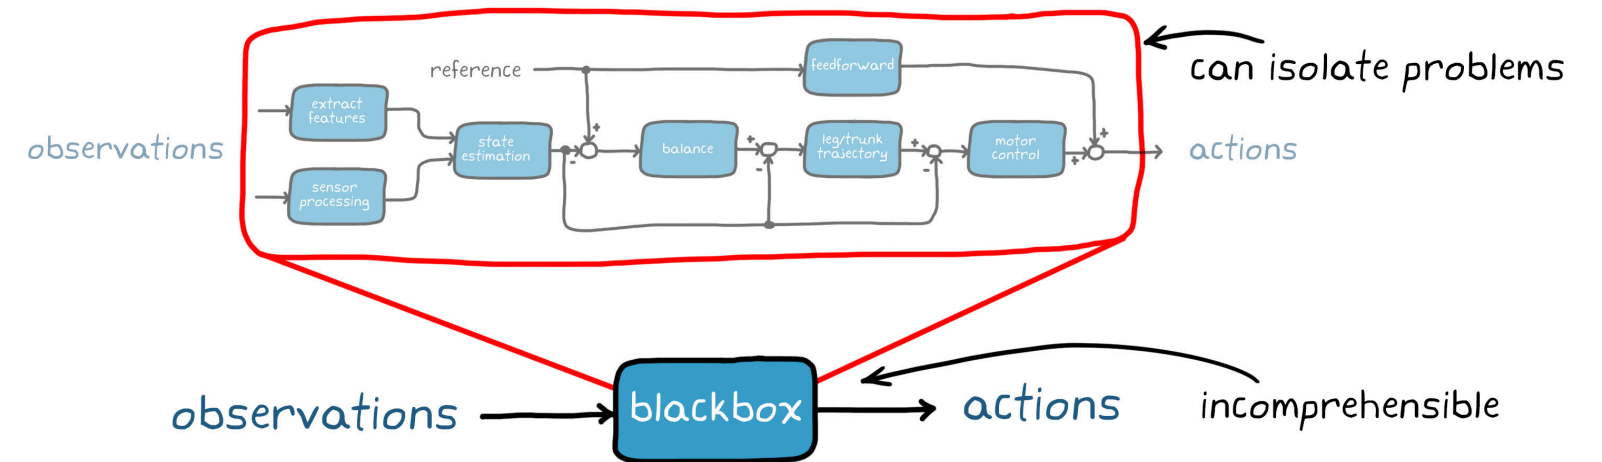 can isolate problems
reference
feedforward
extract
features
observations
state
estimation
+
-
balance
+
-
leg/trunk
trajectory
+
-
motor
control
+
+
actions
sensor
processing
observations
blackbox
actions
incomprehensible